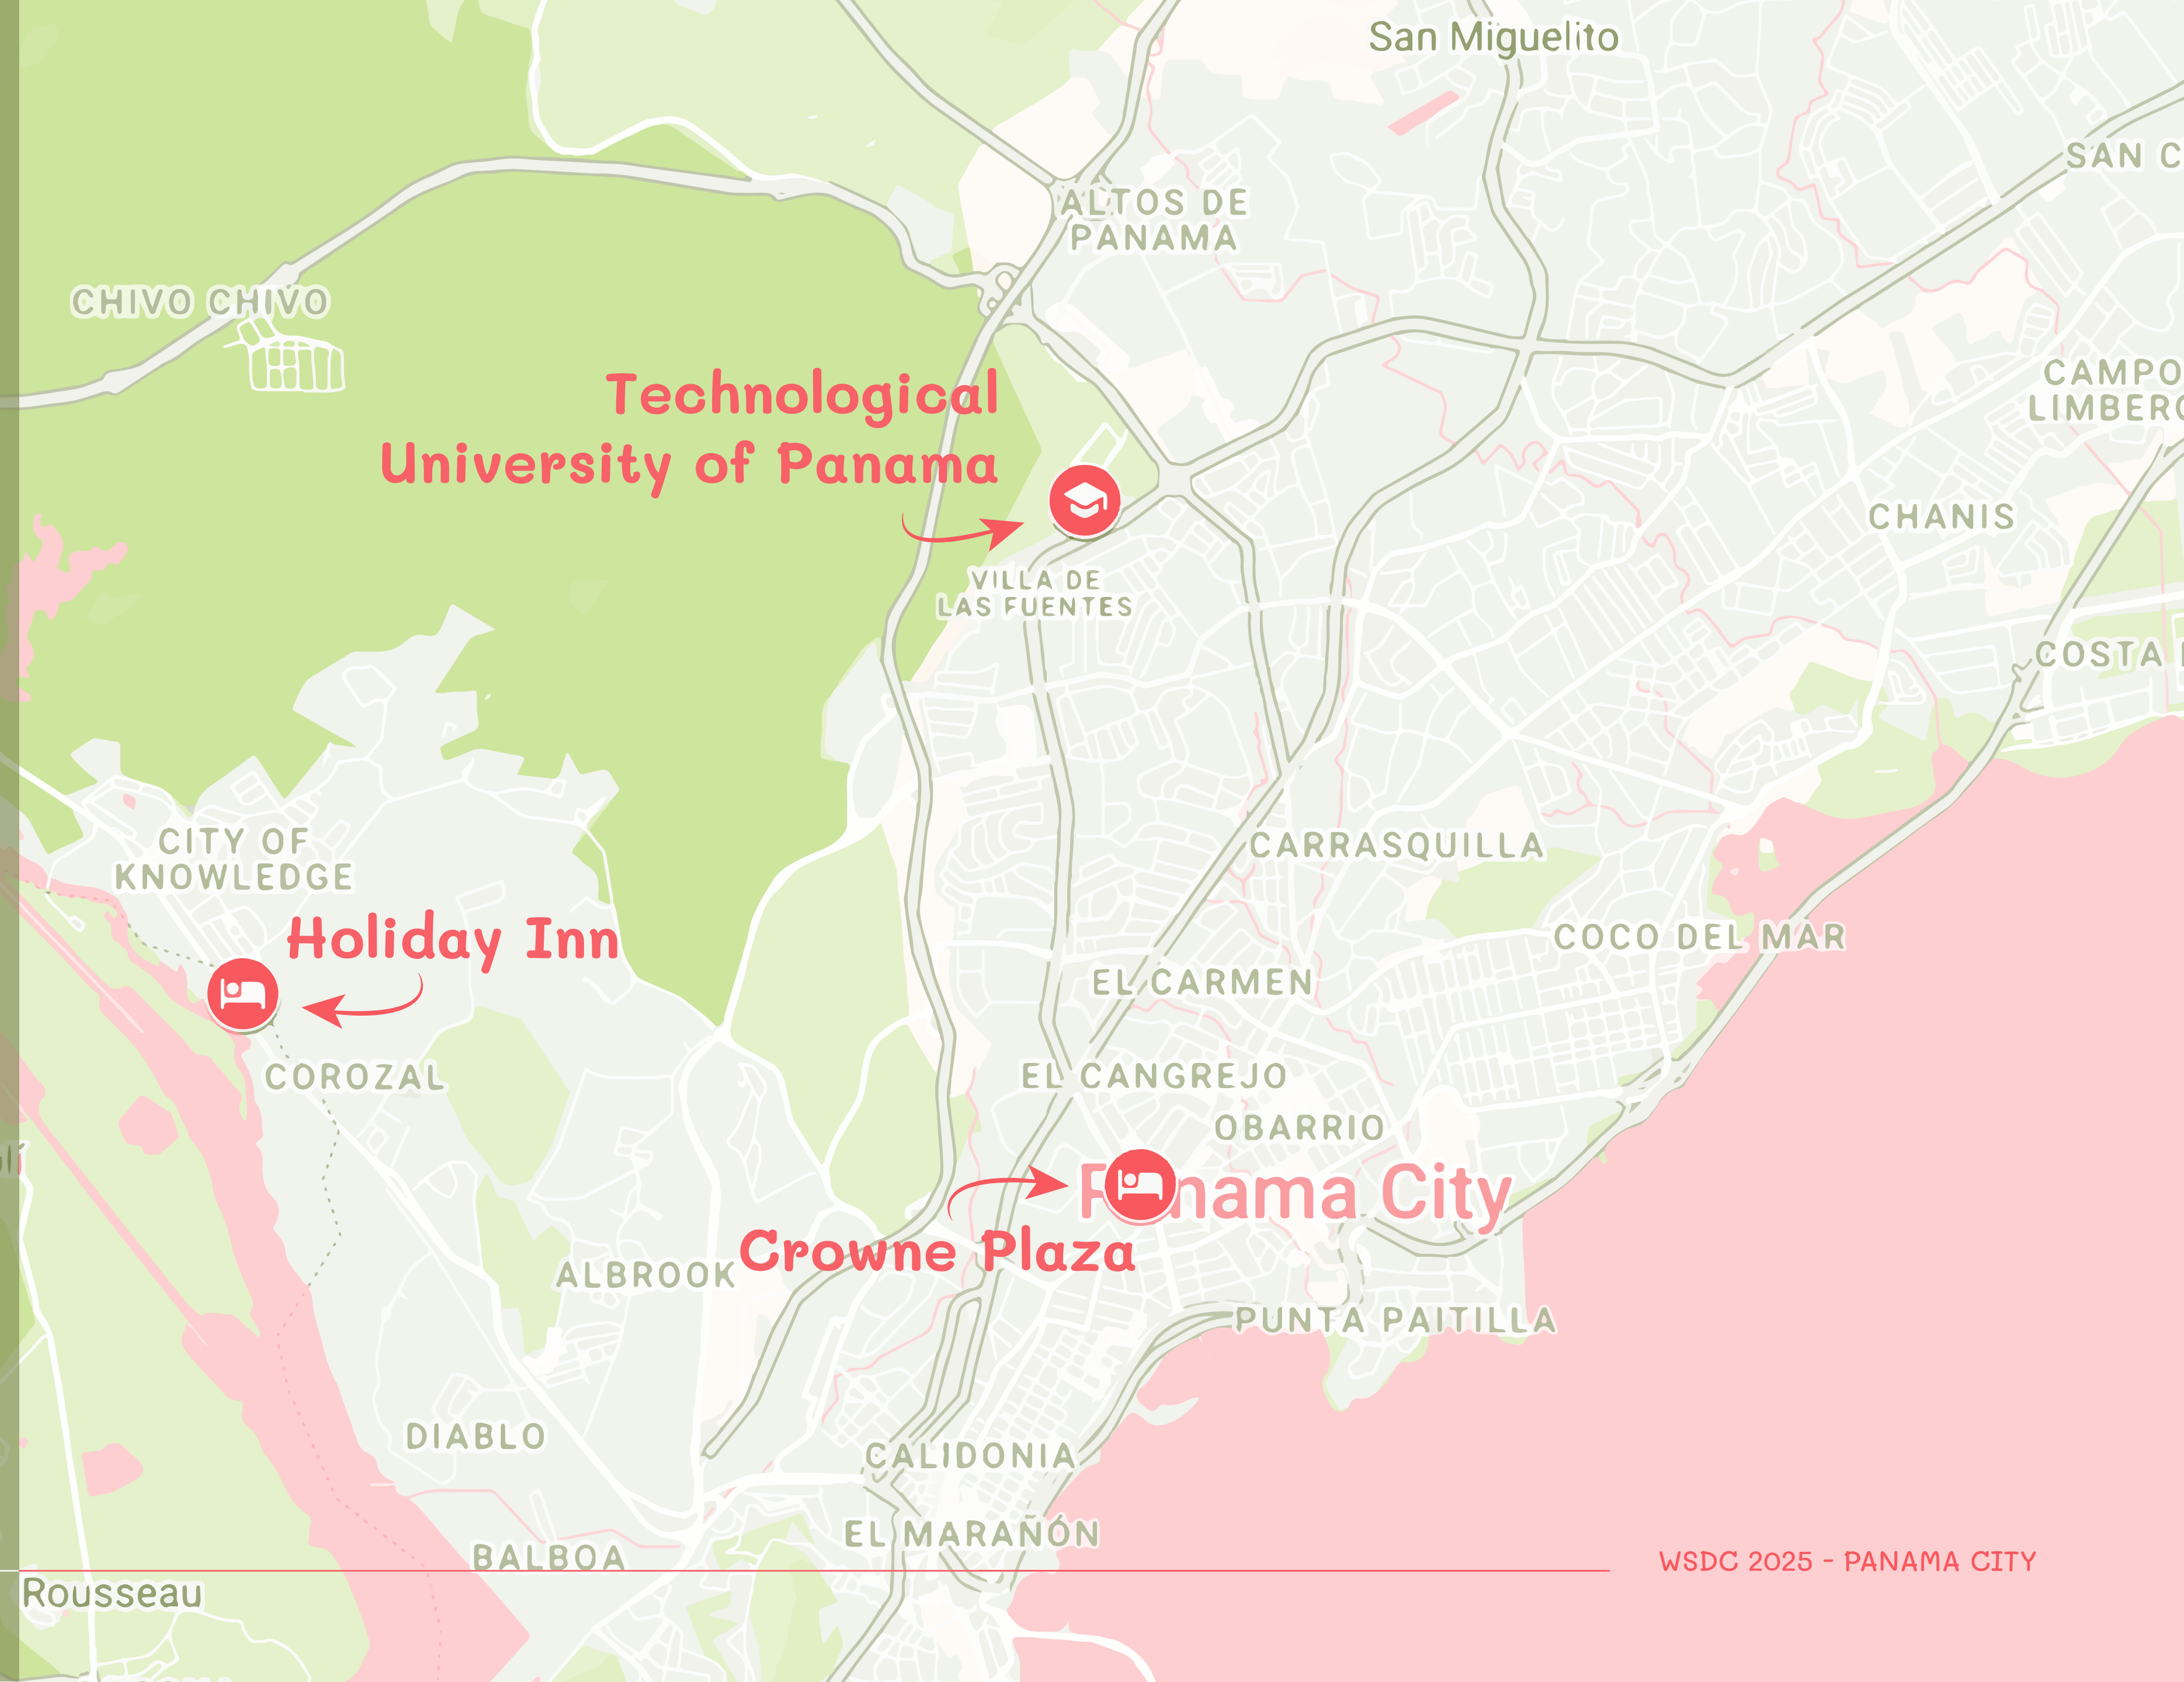 San Miguelito
SAN C
ALTOS DE
PANAMA
CHIVO CHIVO
CAMPO
LIMBERG
Technological
University of Panama
CHANIS
VILLA DE
LAS FUENTES
COSTA
CITY OF
KNOWLEDGE
CARRASQUILLA
Holiday Inn
COCO DEL MAR
EL CARMEN
COROZAL
EL CANGREJO
OBARRIO
Panama City
Crowne Plaza
ALBROOK
PUNTA PAITILLA
DIABLO
CALIDONIA
EL MARAÑÓN
BALBOA
WSDC 2025 - PANAMA CITY
Rousseau